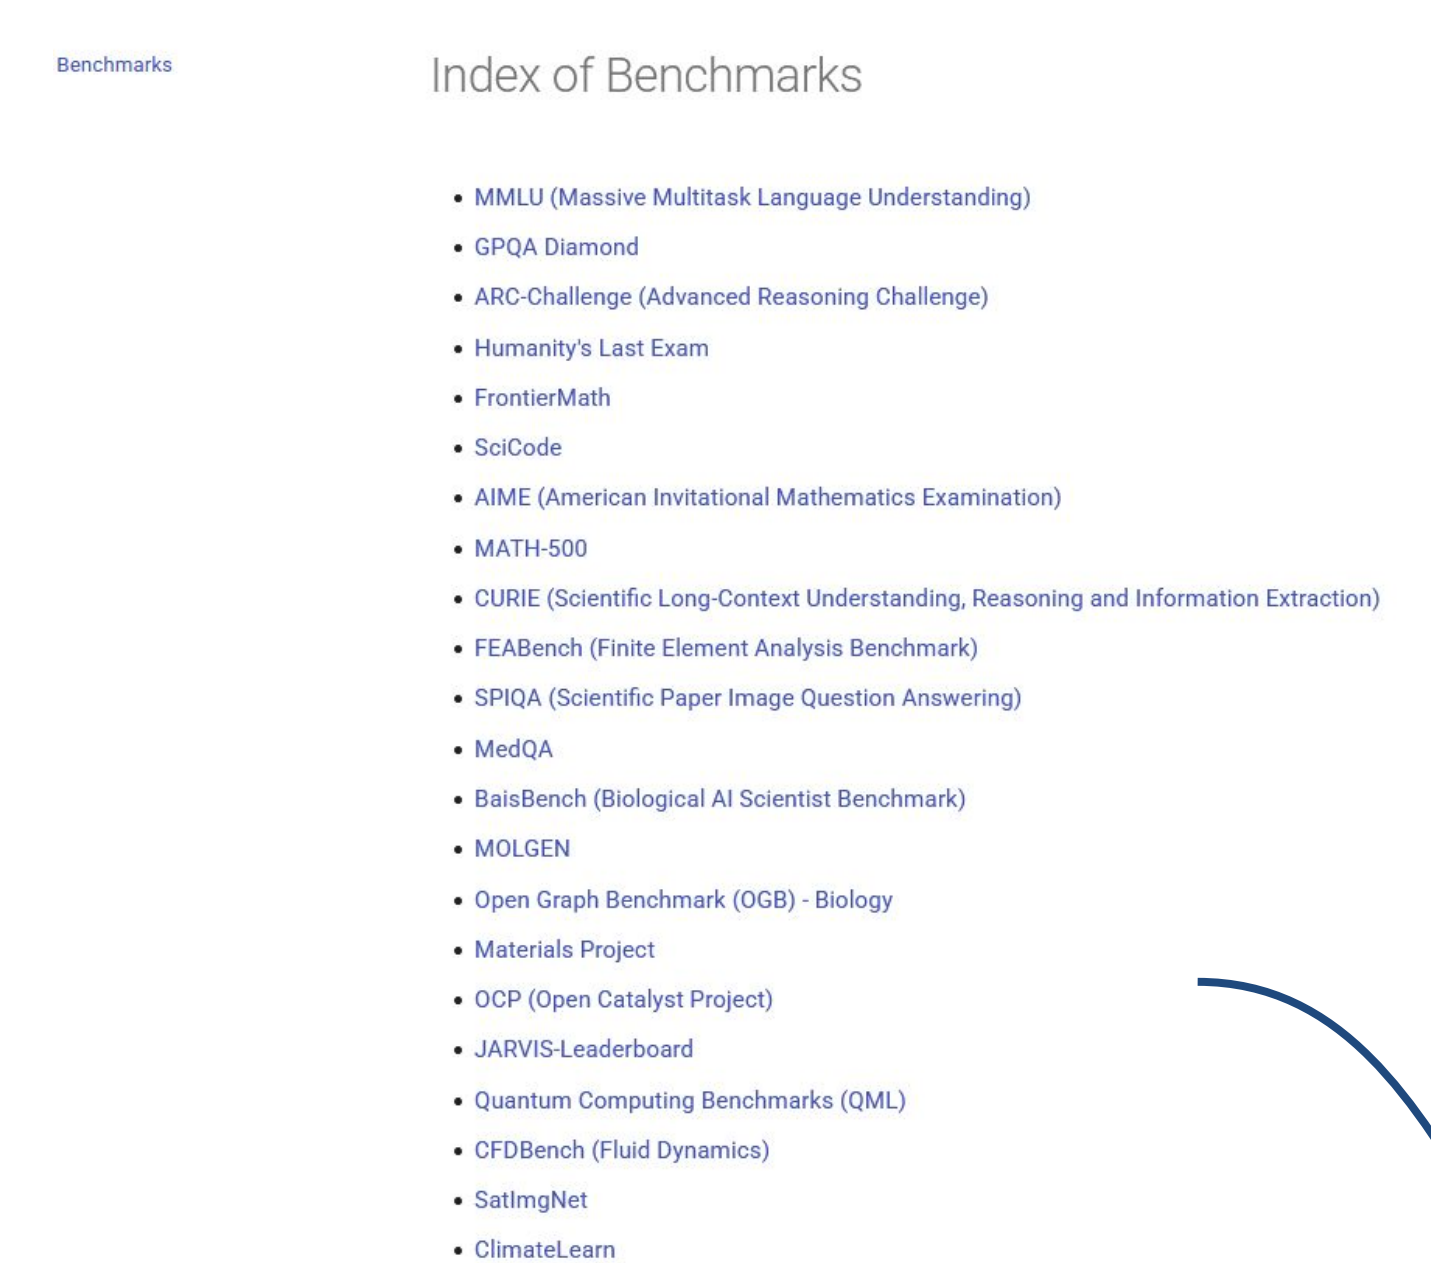 Benchmarks
Index of Benchmarks
MMLU (Massive Multitask Language Understanding)
GPQA Diamond
ARC-Challenge (Advanced Reasoning Challenge)
Humanity's Last Exam
FrontierMath
SciCode
AIME (American Invitational Mathematics Examination)
MATH-500
CURIE (Scientific Long-Context Understanding, Reasoning and Information Extraction)
FEABench (Finite Element Analysis Benchmark)
SPIQA (Scientific Paper Image Question Answering)
MedQA
BaisBench (Biological AI Scientist Benchmark)
MOLGEN
Open Graph Benchmark (OGB) - Biology
Materials Project
OCP (Open Catalyst Project)
JARVIS-Leaderboard
Quantum Computing Benchmarks (QML)
CFDBench (Fluid Dynamics)
SatImgNet
ClimateLearn